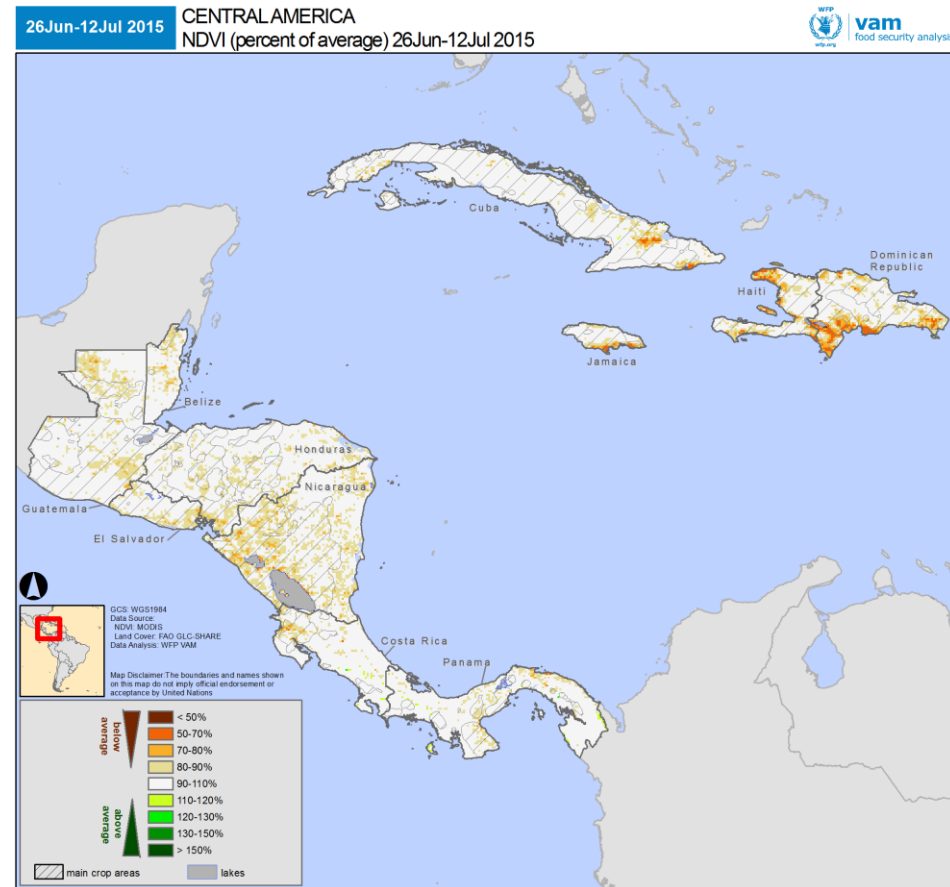 26Jun-12Jul 2015
CENTRALAMERICA
NDVI (percent of average) 26Jun-12Jul 2015
WFP
wfp.org
vam
food security analysis
Cuba
Dominican
Republic
Haiti
Jamaica
Belize
Honduras
Nicaragua
Guatemala
El Salvador
Costa Rica
Panama
GCS: WGS1984
Data Source:
NDVI: MODIS
Land Cover: FAO GLC-SHARE
Data Analysis: WFP VAM
Map Disclaimer:The boundaries and names shown
on this map do not imply official endorsement or
acceptance by United Nations
below
average
< 50%
50-70%
70-80%
80-90%
90-110%
110-120%
120-130%
130-150%
> 150%
above
average
main crop areas
lakes